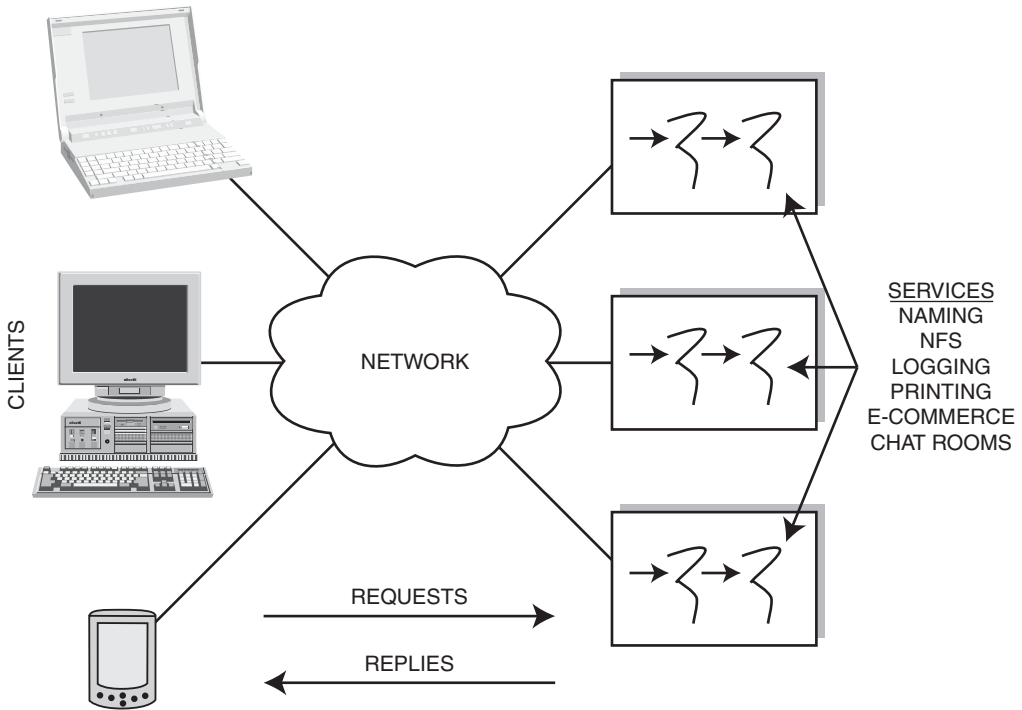 CLIENTS
NETWORK
SERVICES
NAMING
NFS
LOGGING
PRINTING
E-COMMERCE
CHAT ROOMS
REQUESTS
REPLIES